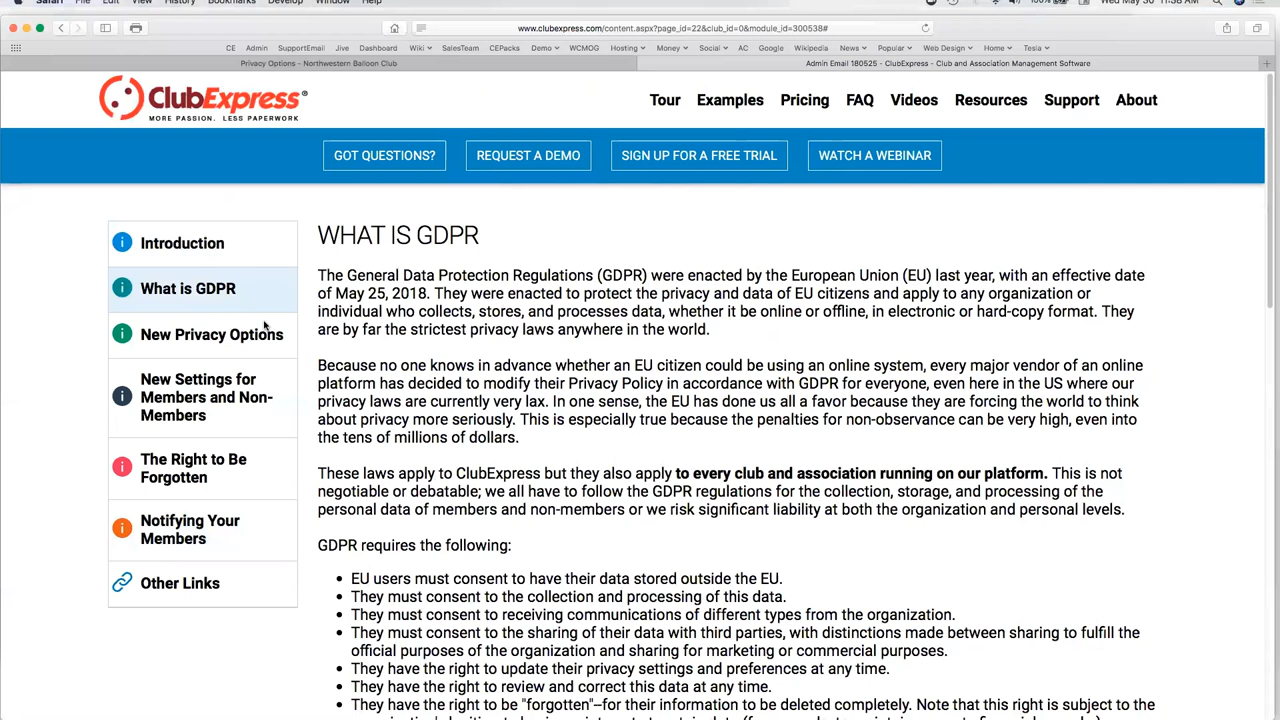 Safari File Edit View History Bookmarks Develop Window Help 100% Wed May 30 11:38 AM
www.clubexpress.com/content.aspx?page_id=22&club_id=0&module_id=300538#
CE Admin SupportEmail Jive Dashboard Wiki SalesTeam CEPacks Demo WCMOG Hosting Money Social AC Google Wikipedia News Popular Web Design Home Tesla
Privacy Options - Northwestern Balloon Club
Admin Email 180525 - ClubExpress - Club and Association Management Software
ClubExpress®
MORE PASSION. LESS PAPERWORK
Tour Examples Pricing FAQ Videos Resources Support About
GOT QUESTIONS? REQUEST A DEMO SIGN UP FOR A FREE TRIAL WATCH A WEBINAR
Introduction
What is GDPR
New Privacy Options
New Settings for
Members and Non-
Members
The Right to Be
Forgotten
Notifying Your
Members
Other Links
WHAT IS GDPR
The General Data Protection Regulations (GDPR) were enacted by the European Union (EU) last year, with an effective date
of May 25, 2018. They were enacted to protect the privacy and data of EU citizens and apply to any organization or
individual who collects, stores, and processes data, whether it be online or offline, in electronic or hard-copy format. They
are by far the strictest privacy laws anywhere in the world.
Because no one knows in advance whether an EU citizen could be using an online system, every major vendor of an online
platform has decided to modify their Privacy Policy in accordance with GDPR for everyone, even here in the US where our
privacy laws are currently very lax. In one sense, the EU has done us all a favor because they are forcing the world to think
about privacy more seriously. This is especially true because the penalties for non-observance can be very high, even into
the tens of millions of dollars.
These laws apply to ClubExpress but they also apply to every club and association running on our platform. This is not
negotiable or debatable; we all have to follow the GDPR regulations for the collection, storage, and processing of the
personal data of members and non-members or we risk significant liability at both the organization and personal levels.
GDPR requires the following:
• EU users must consent to have their data stored outside the EU.
• They must consent to the collection and processing of this data.
• They must consent to receiving communications of different types from the organization.
• They must consent to the sharing of their data with third parties, with distinctions made between sharing to fulfill the
official purposes of the organization and sharing for marketing or commercial purposes.
• They have the right to update their privacy settings and preferences at any time.
• They have the right to review and correct this data at any time.
• They have the right to be "forgotten"--for their information to be deleted completely. Note that this right is subject to the